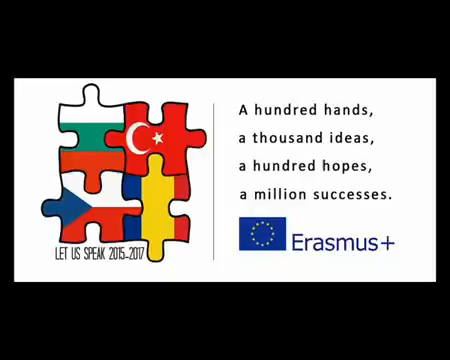 A hundred hands,
a thousand ideas,
a hundred hopes,
a million successes.
Erasmus+
LET US SPEAK 2015-2017